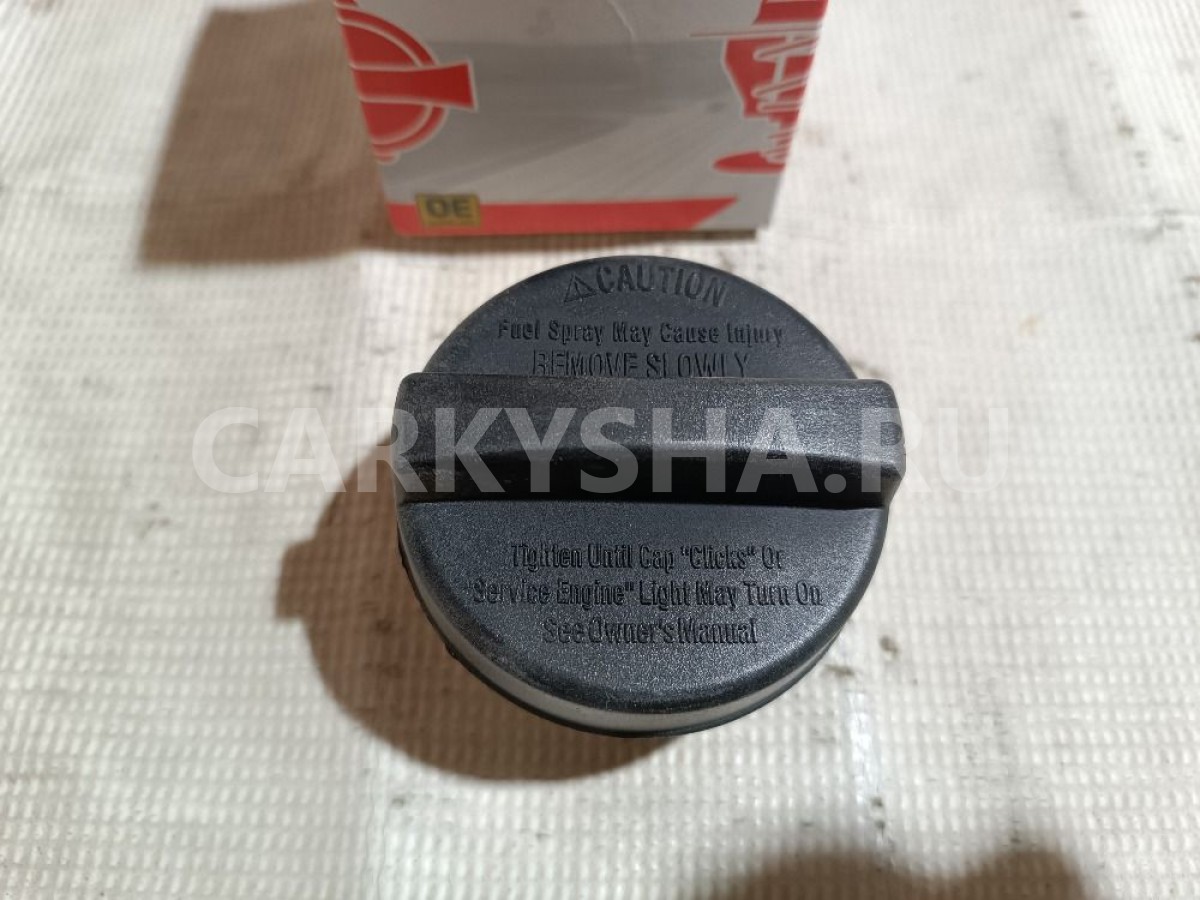 OE
⚠CAUTION
Fuel Spray May Cause Injury
REMOVE SLOWLY
CARKYSHA.RU
Tighten Until Cap "Clicks" Or
"Service Engine" Light May Turn On
See Owner's Manual